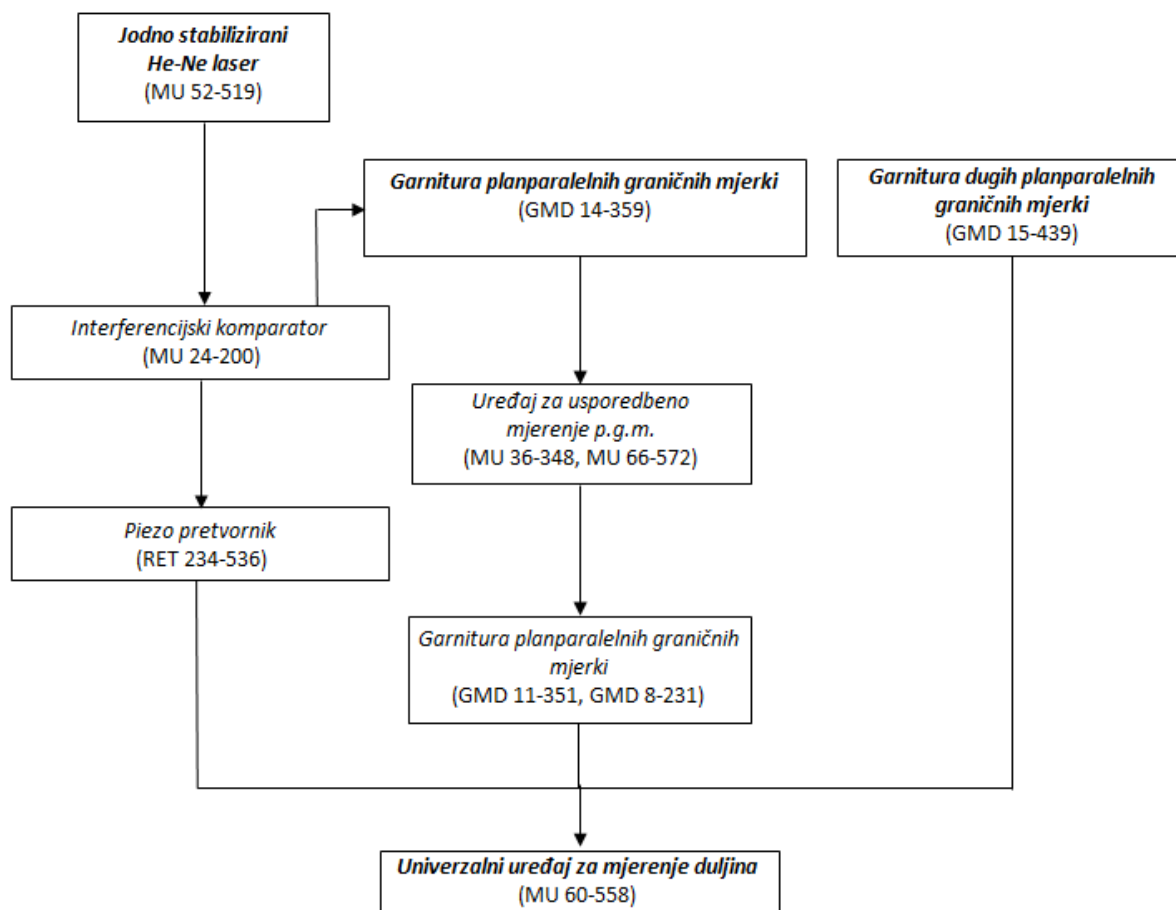 Jodno stabilizirani
He-Ne laser
(MU 52-519)
Garnitura planparalelnih graničnih mjerki
(GMD 14-359)
Garnitura dugih planparalelnih
graničnih mjerki
(GMD 15-439)
Interferencijski komparator
(MU 24-200)
Uređaj za usporedbeno
mjerenje p.g.m.
(MU 36-348, MU 66-572)
Piezo pretvornik
(RET 234-536)
Garnitura planparalelnih graničnih
mjerki
(GMD 11-351, GMD 8-231)
Univerzalni uređaj za mjerenje duljina
(MU 60-558)